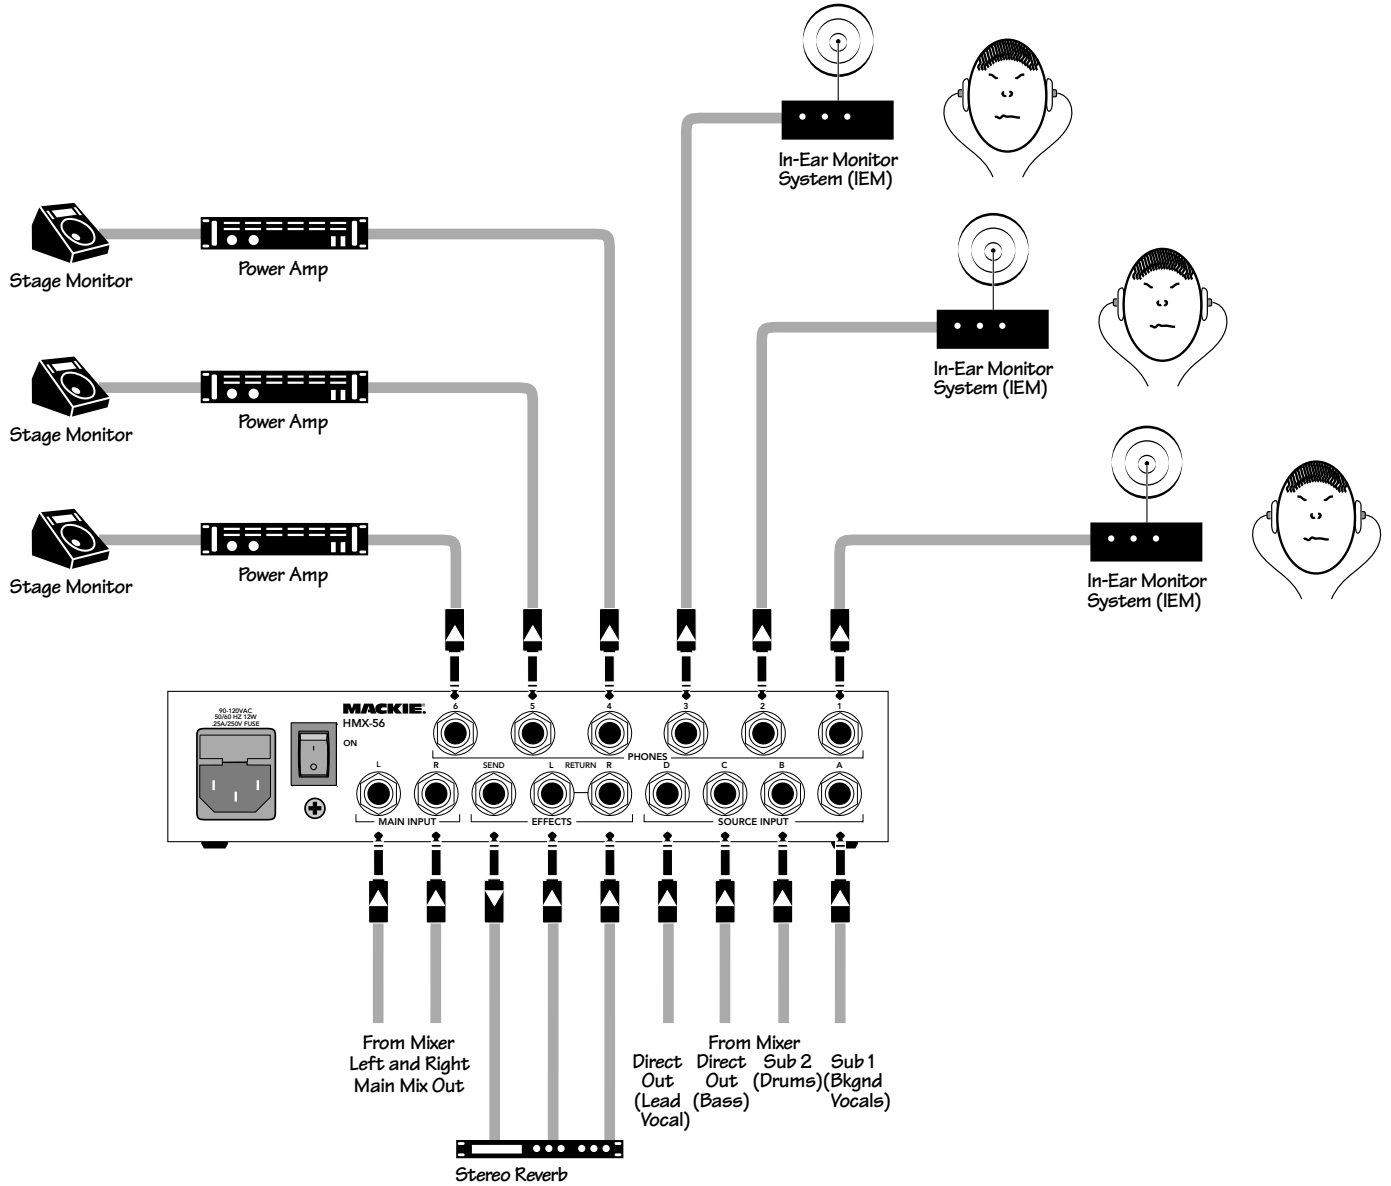 In-Ear Monitor
System (IEM)
Stage Monitor
Power Amp
In-Ear Monitor
System (IEM)
Stage Monitor
Power Amp
In-Ear Monitor
System (IEM)
Stage Monitor
Power Amp
90-120VAC
50/60 HZ 12W
.25A/250V FUSE
MACKIE.
HMX-56
ON
6 5 4 3 2 1
PHONES
L R SEND L RETURN R D C B A
MAIN INPUT EFFECTS SOURCE INPUT
From Mixer
Left and Right
Main Mix Out
From Mixer
Direct
Out
(Lead
Vocal)
Direct
Out
(Bass)
Sub 2
(Drums)
Sub 1
(Bkgnd
Vocals)
Stereo Reverb